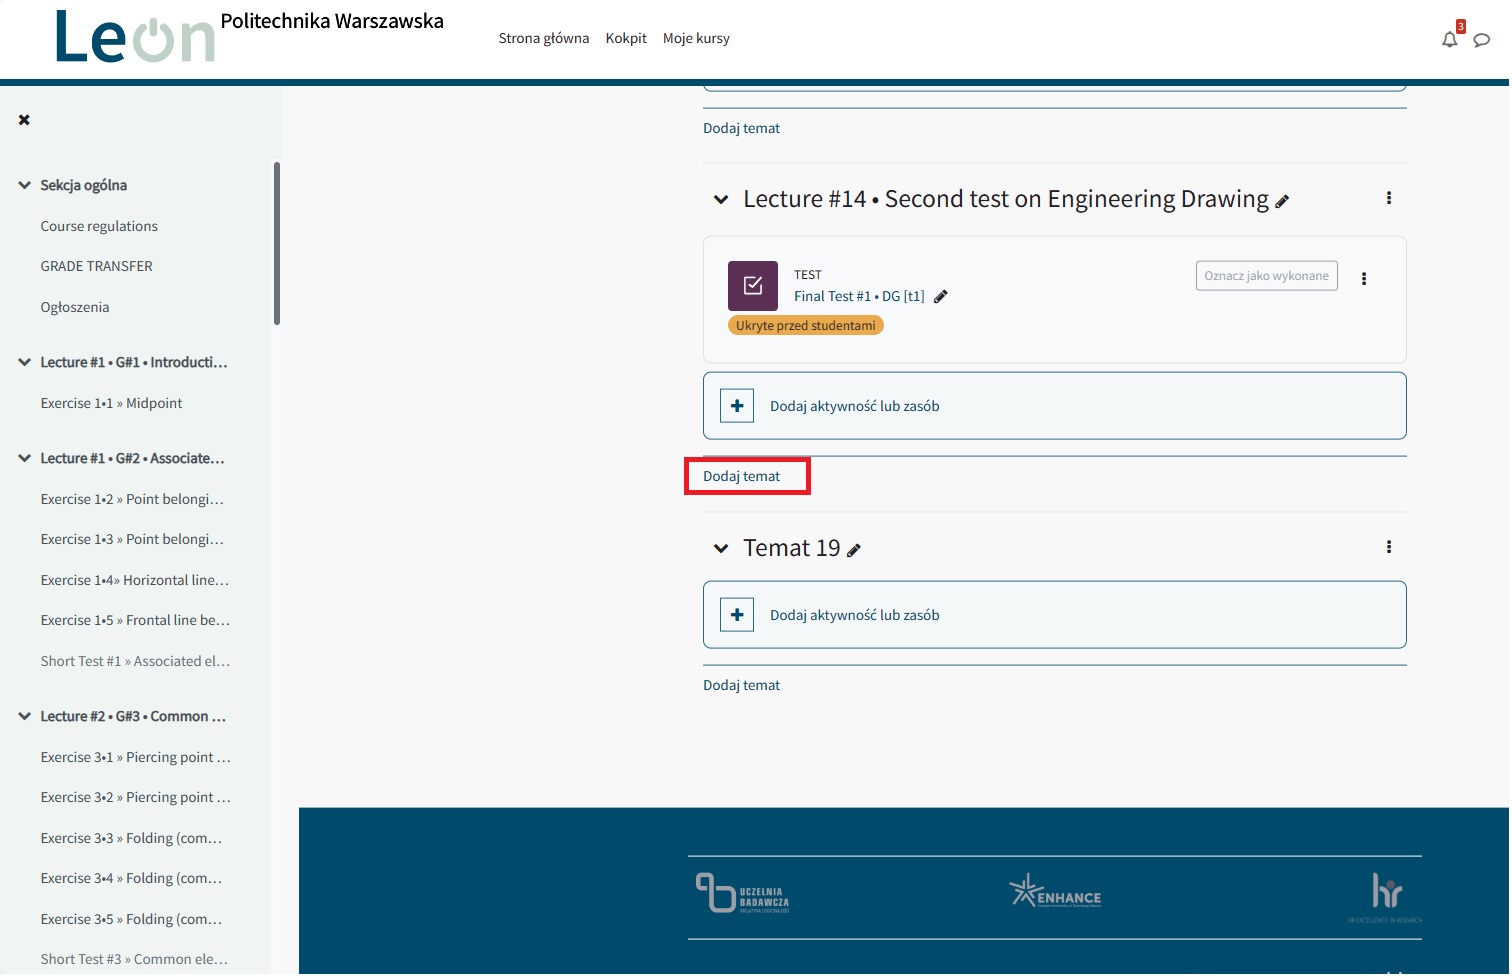 Leon Politechnika Warszawska
Strona główna Kokpit Moje kursy
3
Sekcja ogólna
Course regulations
GRADE TRANSFER
Ogłoszenia
Lecture #1 • G#1 • Introducti...
Exercise 1•1 » Midpoint
Lecture #1 • G#2 • Associate...
Exercise 1•2 » Point belongi...
Exercise 1•3 » Point belongi...
Exercise 1•4» Horizontal line...
Exercise 1•5 » Frontal line be...
Short Test #1 » Associated el...
Lecture #2 • G#3 • Common ...
Exercise 3•1 » Piercing point ...
Exercise 3•2 » Piercing point ...
Exercise 3•3 » Folding (com...
Exercise 3•4 » Folding (com...
Exercise 3•5 » Folding (com...
Short Test #3 » Common ele...
Dodaj temat
Lecture #14 • Second test on Engineering Drawing
TEST
Final Test #1 • DG [t1]
Oznacz jako wykonane
Ukryte przed studentami
Dodaj aktywność lub zasób
Dodaj temat
Temat 19
Dodaj aktywność lub zasób
Dodaj temat
UCZELNIA
BADAWCZA
ENHANCE
hr
HR EXCELLENCE IN RESEARCH